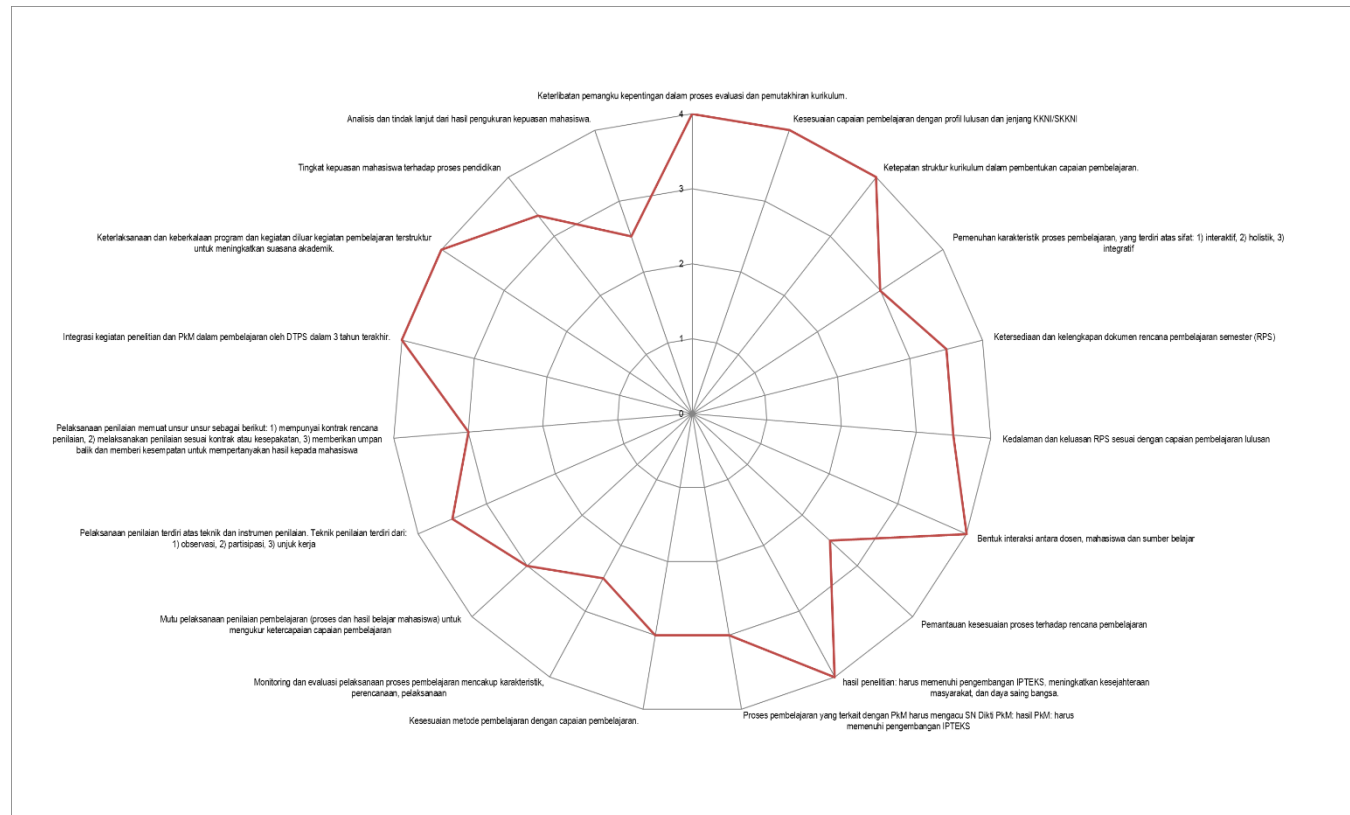 Keterlibatan pemangku kepentingan dalam proses evaluasi dan pemutakhiran kurikulum.
Kesesuaian capaian pembelajaran dengan profil lulusan dan jenjang KKNI/SKKNI
Ketepatan struktur kurikulum dalam pembentukan capaian pembelajaran.
Pemenuhan karakteristik proses pembelajaran, yang terdiri atas sifat: 1) interaktif, 2) holistik, 3)
integratif
Ketersediaan dan kelengkapan dokumen rencana pembelajaran semester (RPS)
Kedalaman dan keluasan RPS sesuai dengan capaian pembelajaran lulusan
Bentuk interaksi antara dosen, mahasiswa dan sumber belajar
Pemantauan kesesuaian proses terhadap rencana pembelajaran
hasil penelitian: harus memenuhi pengembangan IPTEKS, meningkatkan kesejahteraan
masyarakat, dan daya saing bangsa.
Proses pembelajaran yang terkait dengan PkM harus mengacu SN Dikti PkM: hasil PkM: harus
memenuhi pengembangan IPTEKS
Kesesuaian metode pembelajaran dengan capaian pembelajaran.
Monitoring dan evaluasi pelaksanaan proses pembelajaran mencakup karakteristik,
perencanaan, pelaksanaan
Mutu pelaksanaan penilaian pembelajaran (proses dan hasil belajar mahasiswa) untuk
mengukur ketercapaian capaian pembelajaran
Pelaksanaan penilaian terdiri atas teknik dan instrumen penilaian. Teknik penilaian terdiri dari:
1) observasi, 2) partisipasi, 3) unjuk kerja
Pelaksanaan penilaian memuat unsur unsur sebagai berikut: 1) mempunyai kontrak rencana
penilaian, 2) melaksanakan penilaian sesuai kontrak atau kesepakatan, 3) memberikan umpan
balik dan memberi kesempatan untuk mempertanyakan hasil kepada mahasiswa
Integrasi kegiatan penelitian dan PkM dalam pembelajaran oleh DTPS dalam 3 tahun terakhir.
Keterlaksanaan dan keberkalaan program dan kegiatan diluar kegiatan pembelajaran terstruktur
untuk meningkatkan suasana akademik.
Tingkat kepuasan mahasiswa terhadap proses pendidikan
Analisis dan tindak lanjut dari hasil pengukuran kepuasan mahasiswa.
4
3
2
1
0